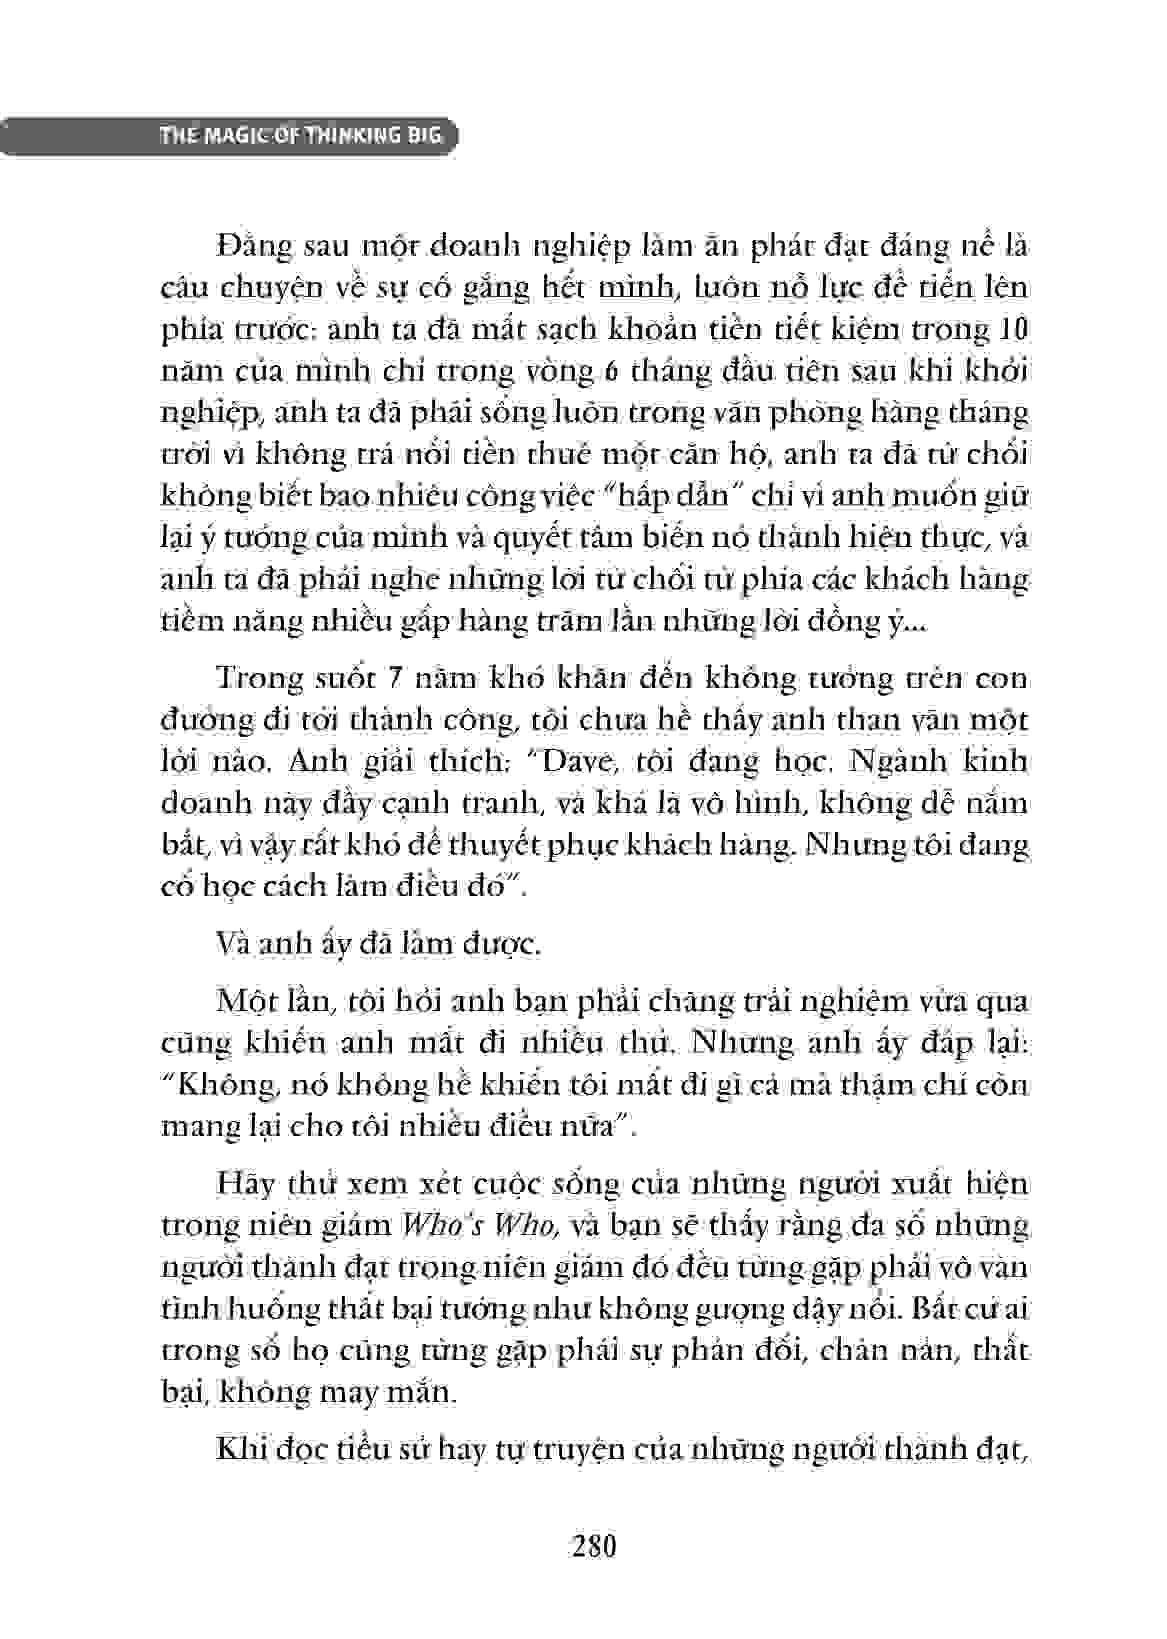 THE MAGIC OF THINKING BIG
Đằng sau một doanh nghiệp làm ăn phát đạt đáng nể là
câu chuyện về sự cố gắng hết mình, luôn nỗ lực để tiến lên
phía trước: anh ta đã mất sạch khoản tiền tiết kiệm trong 10
năm của mình chỉ trong vòng 6 tháng đầu tiên sau khi khởi
nghiệp, anh ta đã phải sống luôn trong văn phòng hàng tháng
trời vì không trả nổi tiền thuê một căn hộ, anh ta đã từ chối
không biết bao nhiêu công việc “hấp dẫn” chỉ vì anh muốn giữ
lại ý tưởng của mình và quyết tâm biến nó thành hiện thực, và
anh ta đã phải nghe những lời từ chối từ phía các khách hàng
tiềm năng nhiều gấp hàng trăm lần những lời đồng ý...
Trong suốt 7 năm khó khăn đến không tưởng trên con
đường đi tới thành công, tôi chưa hề thấy anh than vãn một
lời nào. Anh giải thích: “Dave, tôi đang học. Ngành kinh
doanh này đầy cạnh tranh, và khá là vô hình, không dễ nắm
bắt, vì vậy rất khó để thuyết phục khách hàng. Nhưng tôi đang
cố học cách làm điều đó”.
Và anh ấy đã làm được.
Một lần, tôi hỏi anh bạn phải chăng trải nghiệm vừa qua
cũng khiến anh mất đi nhiều thứ. Nhưng anh ấy đáp lại:
“Không, nó không hề khiến tôi mất đi gì cả mà thậm chí còn
mang lại cho tôi nhiều điều nữa”.
Hãy thử xem xét cuộc sống của những người xuất hiện
trong niên giám Who’s Who, và bạn sẽ thấy rằng đa số những
người thành đạt trong niên giám đó đều từng gặp phải vô vàn
tình huống thất bại tưởng như không gượng dậy nổi. Bất cứ ai
trong số họ cũng từng gặp phải sự phản đối, chán nản, thất
bại, không may mắn.
Khi đọc tiểu sử hay tự truyện của những người thành đạt,
280